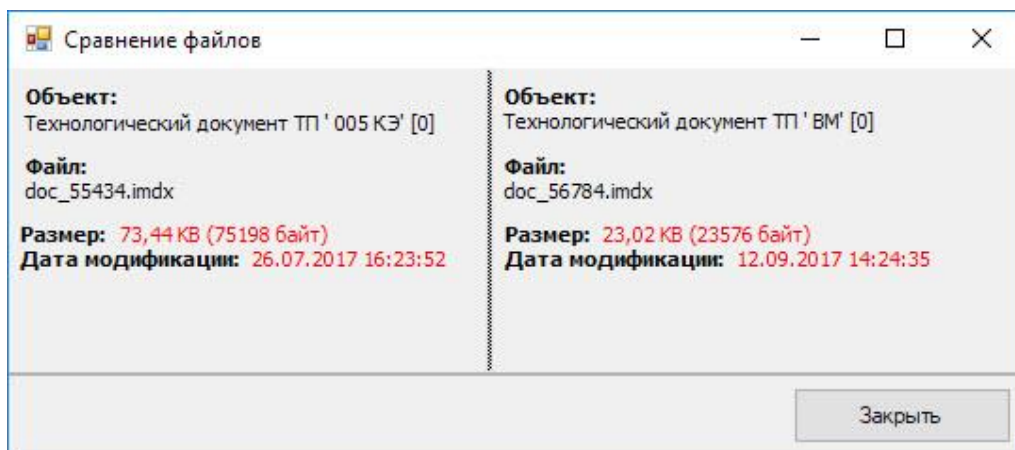 Сравнение файлов
Объект:
Технологический документ ТП ' 005 КЭ' [0]
Файл:
doc_55434.imdx
Размер: 73,44 KB (75198 байт)
Дата модификации: 26.07.2017 16:23:52
Объект:
Технологический документ ТП ' ВМ' [0]
Файл:
doc_56784.imdx
Размер: 23,02 KB (23576 байт)
Дата модификации: 12.09.2017 14:24:35
Закрыть